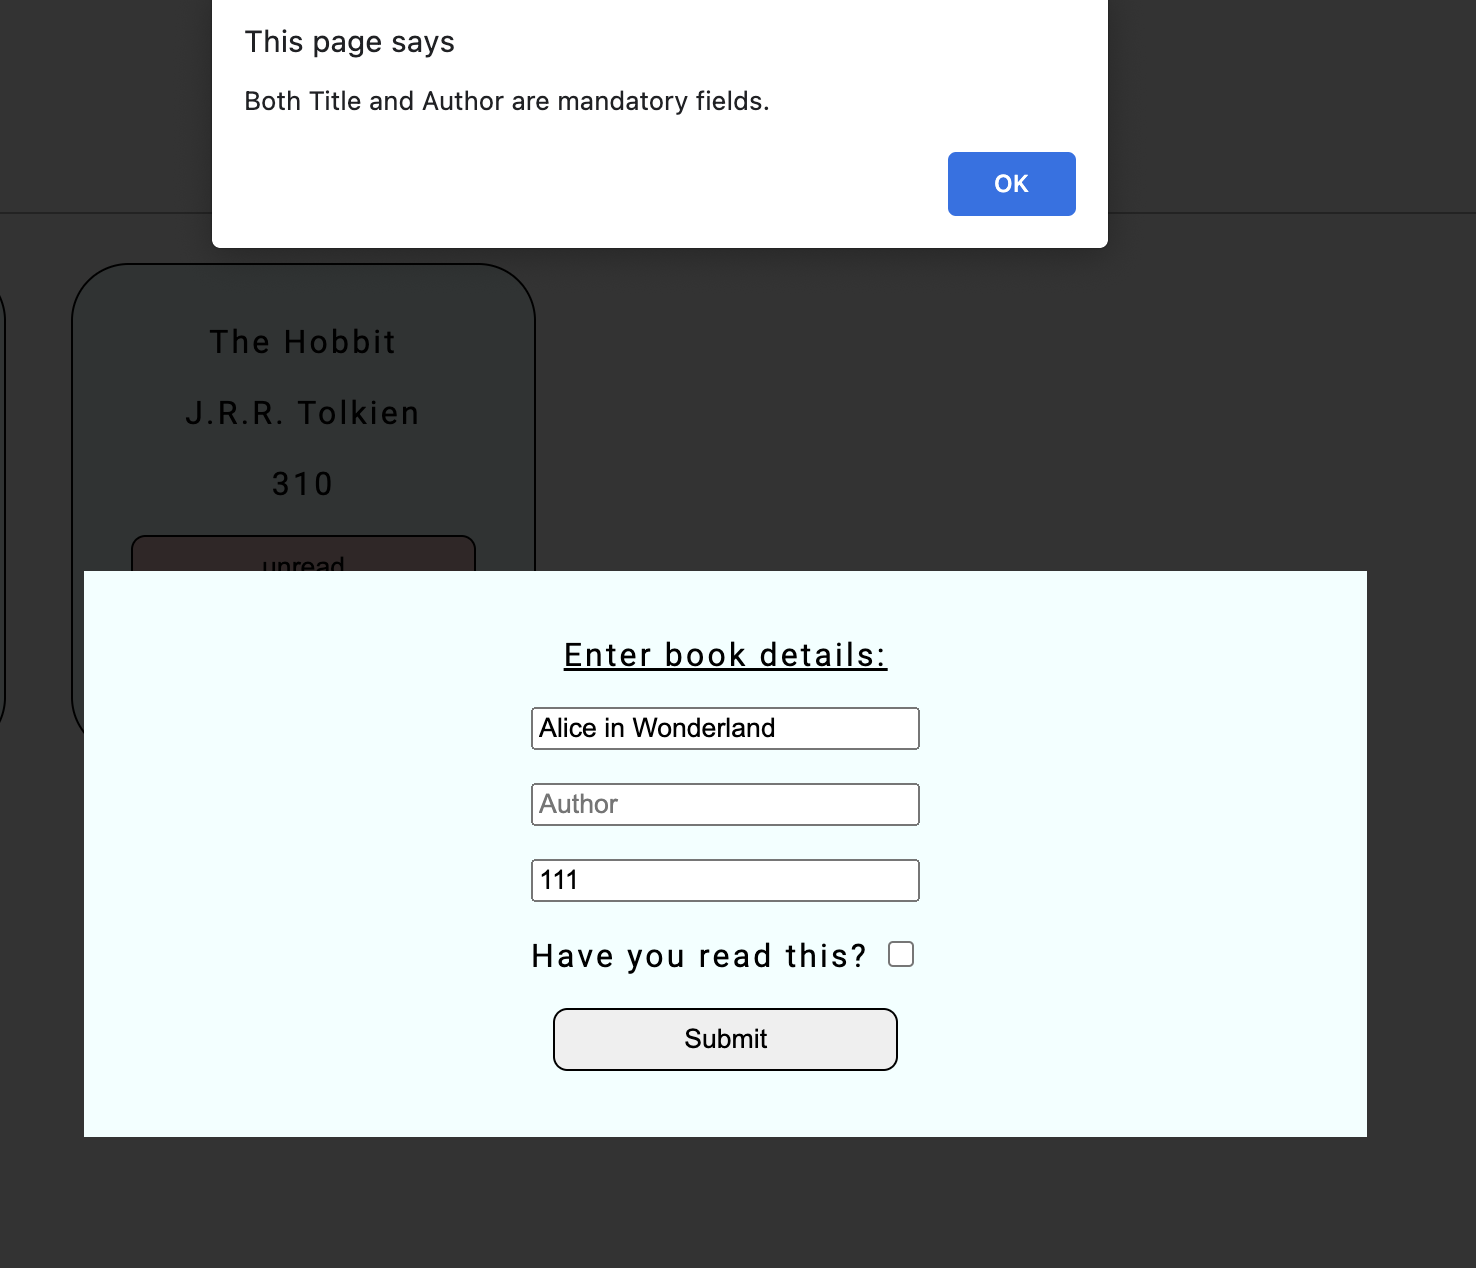 This page says
Both Title and Author are mandatory fields.
OK
The Hobbit
J.R.R. Tolkien
310
unread
Enter book details:
Alice in Wonderland
Author
111
Have you read this?
Submit